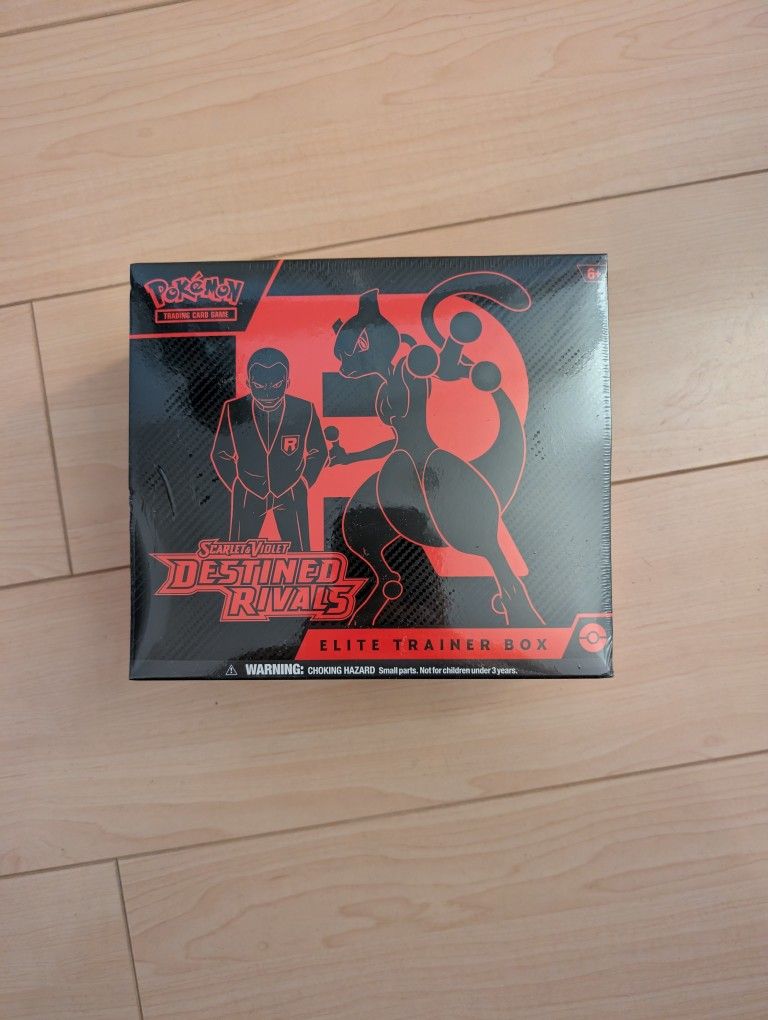 POKéMON
TRADING CARD GAME
6+
R
SCARLET & VIOLET
DESTINED
RIVALS
ELITE TRAINER BOX
⚠ WARNING: CHOKING HAZARD Small parts. Not for children under 3 years.